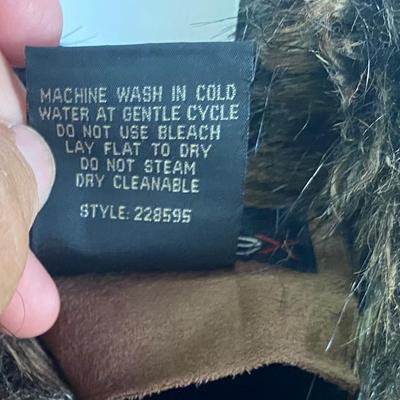 MACHINE WASH IN COLD
WATER AT GENTLE CYCLE
DO NOT USE BLEACH
LAY FLAT TO DRY
DO NOT STEAM
DRY CLEANABLE
STYLE: 228595